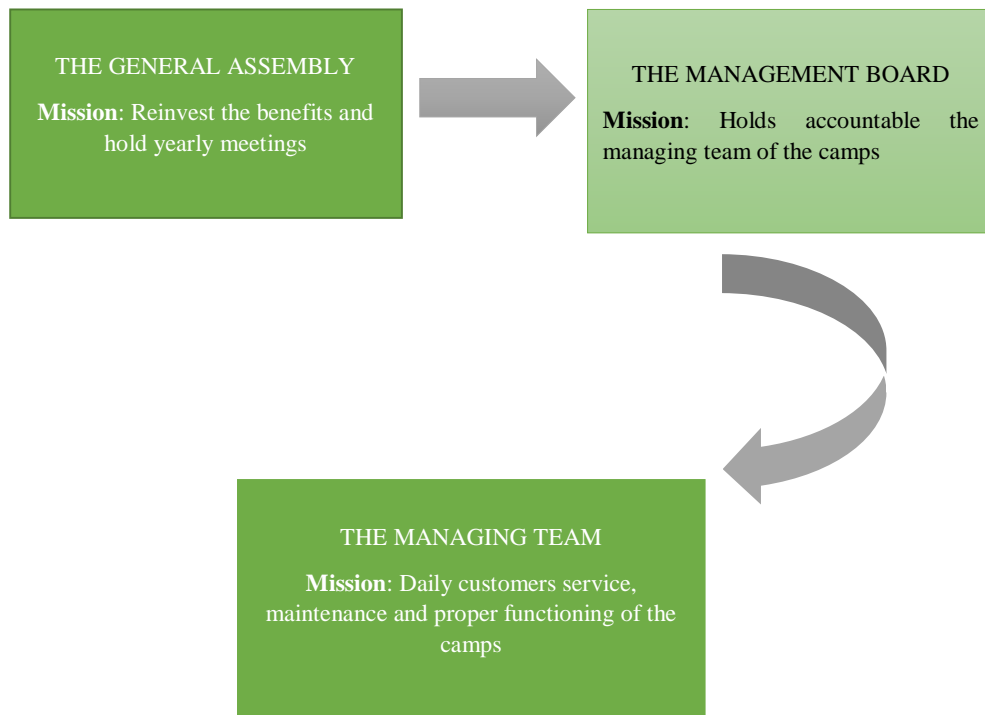 THE GENERAL ASSEMBLY
Mission: Reinvest the benefits and
hold yearly meetings
THE MANAGEMENT BOARD
Mission: Holds accountable the
managing team of the camps
THE MANAGING TEAM
Mission: Daily customers service,
maintenance and proper functioning of the
camps